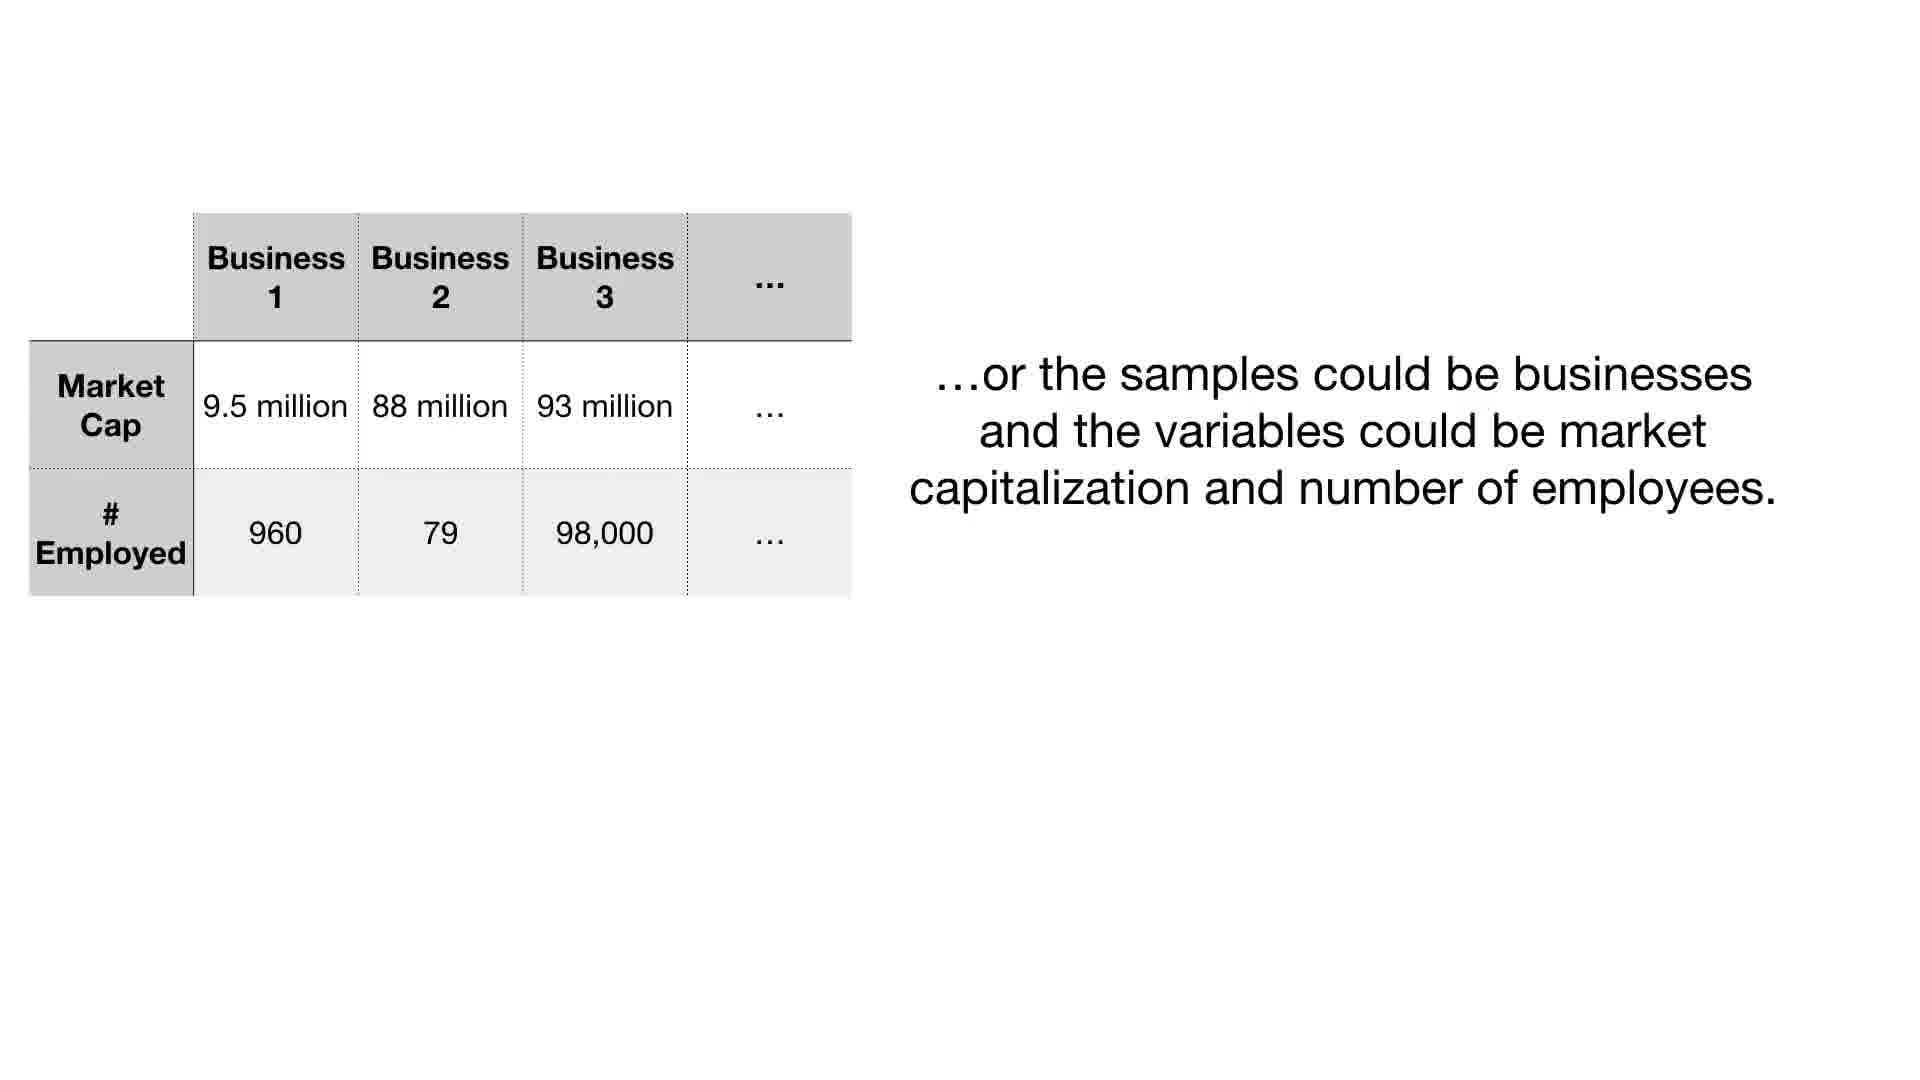 Business 1
Business 2
Business 3
...
Market Cap
9.5 million
88 million
93 million
...
# Employed
960
79
98,000
...
…or the samples could be businesses
and the variables could be market
capitalization and number of employees.